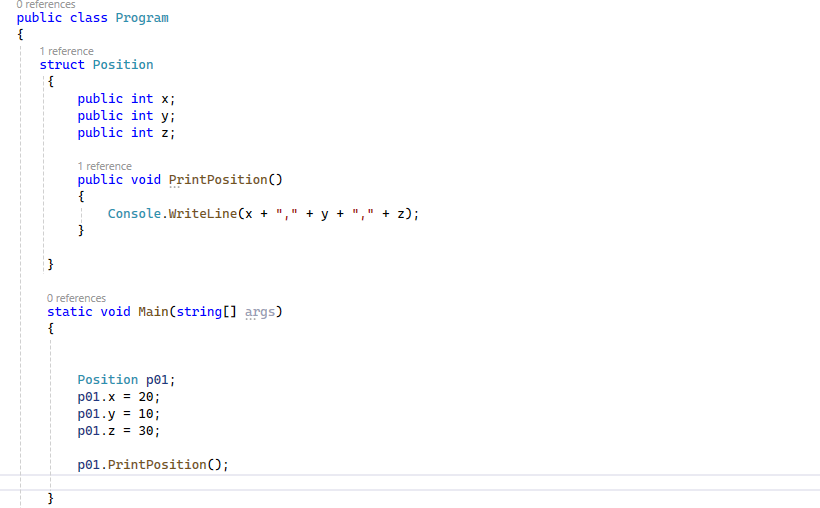 0 references
public class Program
{
1 reference
struct Position
{
public int x;
public int y;
public int z;
1 reference
public void PrintPosition()
{
Console.WriteLine(x + "," + y + "," + z);
}
}
0 references
static void Main(string[] args)
{
Position p01;
p01.x = 20;
p01.y = 10;
p01.z = 30;
p01.PrintPosition();
}